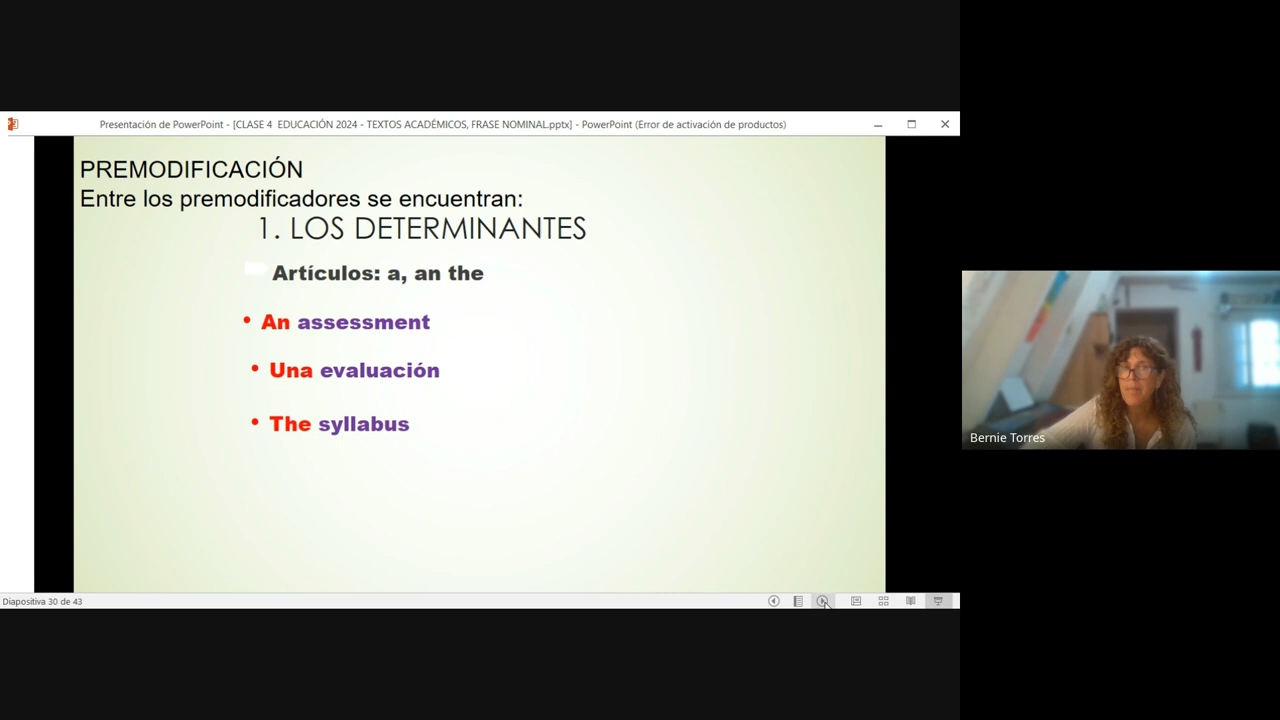 Presentación de PowerPoint - [CLASE 4 EDUCACIÓN 2024 - TEXTOS ACADÉMICOS, FRASE NOMINAL.pptx] - PowerPoint (Error de activación de productos)
PREMODIFICACIÓN
Entre los premodificadores se encuentran:
1. LOS DETERMINANTES
Artículos: a, an the
• An assessment
• Una evaluación
• The syllabus
Bernie Torres
Diapositiva 30 de 43